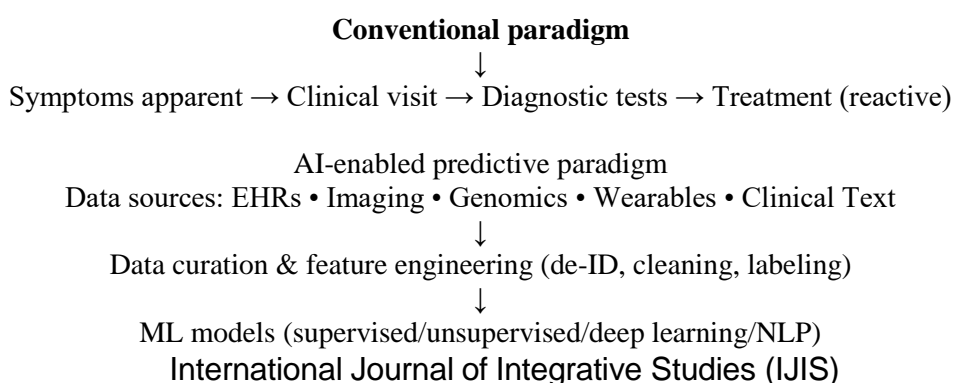 Conventional paradigm
↓
Symptoms apparent → Clinical visit → Diagnostic tests → Treatment (reactive)
AI-enabled predictive paradigm
Data sources: EHRs • Imaging • Genomics • Wearables • Clinical Text
↓
Data curation & feature engineering (de-ID, cleaning, labeling)
↓
ML models (supervised/unsupervised/deep learning/NLP)
International Journal of Integrative Studies (IJIS)